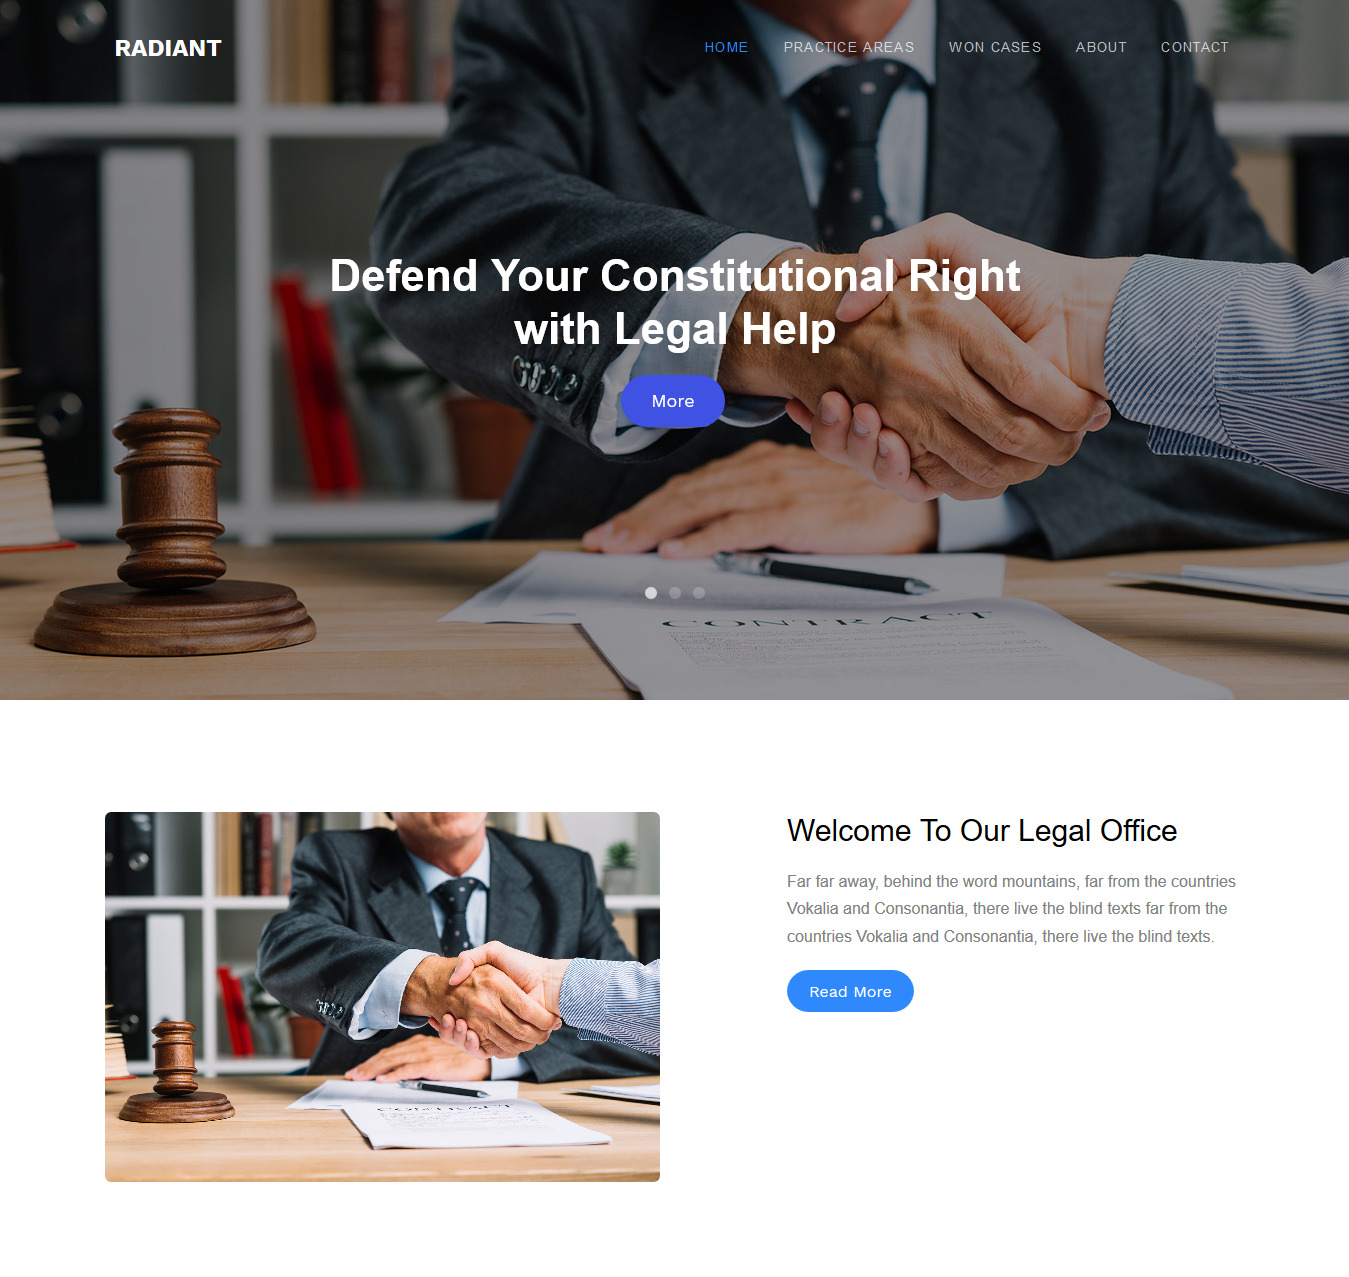 RADIANT
HOME PRACTICE AREAS WON CASES ABOUT CONTACT
Defend Your Constitutional Right
with Legal Help
More
CONTRACT
Welcome To Our Legal Office
Far far away, behind the word mountains, far from the countries
Vokalia and Consonantia, there live the blind texts far from the
countries Vokalia and Consonantia, there live the blind texts.
Read More
CONTRACT